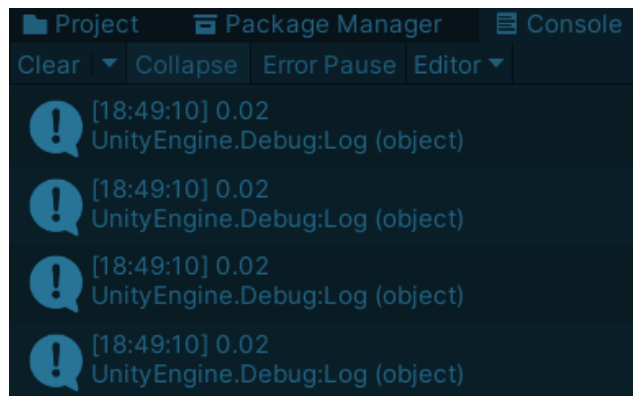 Project Package Manager Console
Clear Collapse Error Pause Editor
[18:49:10] 0.02
UnityEngine.Debug:Log (object)
[18:49:10] 0.02
UnityEngine.Debug:Log (object)
[18:49:10] 0.02
UnityEngine.Debug:Log (object)
[18:49:10] 0.02
UnityEngine.Debug:Log (object)